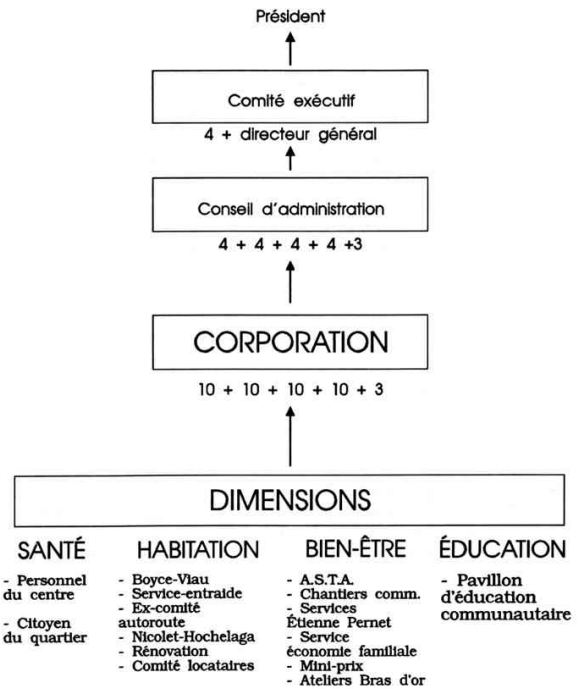 Président
Comité exécutif
4 + directeur général
Conseil d'administration
4 + 4 + 4 + 4 +3
CORPORATION
10 + 10 + 10 + 10 + 3
DIMENSIONS
SANTÉ
- Personnel
du centre
- Citoyen
du quartier
HABITATION
- Boyce-Viau
- Service-entraide
- Ex-comité
autoroute
- Nicolet-Hochelaga
- Rénovation
- Comité locataires
BIEN-ÊTRE
- A.S.T.A.
- Chantiers comm.
- Services
Étienne Pernet
- Service
économie familiale
- Mini-prix
- Ateliers Bras d'or
ÉDUCATION
- Pavillon
d'éducation
communautaire